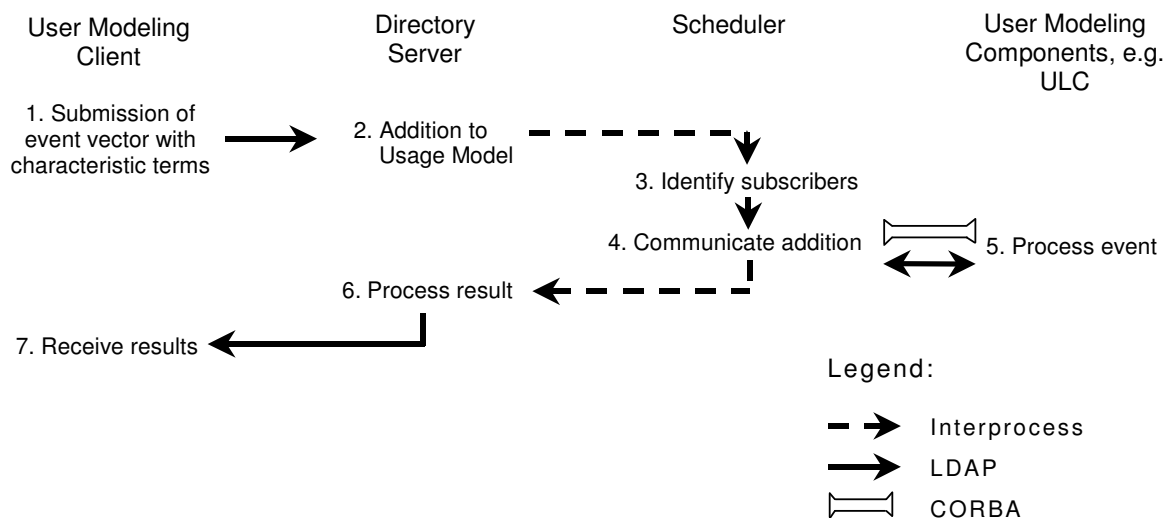 User Modeling
Client
Directory
Server
Scheduler
User Modeling
Components, e.g.
ULC
1. Submission of
event vector with
characteristic terms
2. Addition to
Usage Model
3. Identify subscribers
4. Communicate addition
5. Process event
6. Process result
7. Receive results
Legend:
Interprocess
LDAP
CORBA